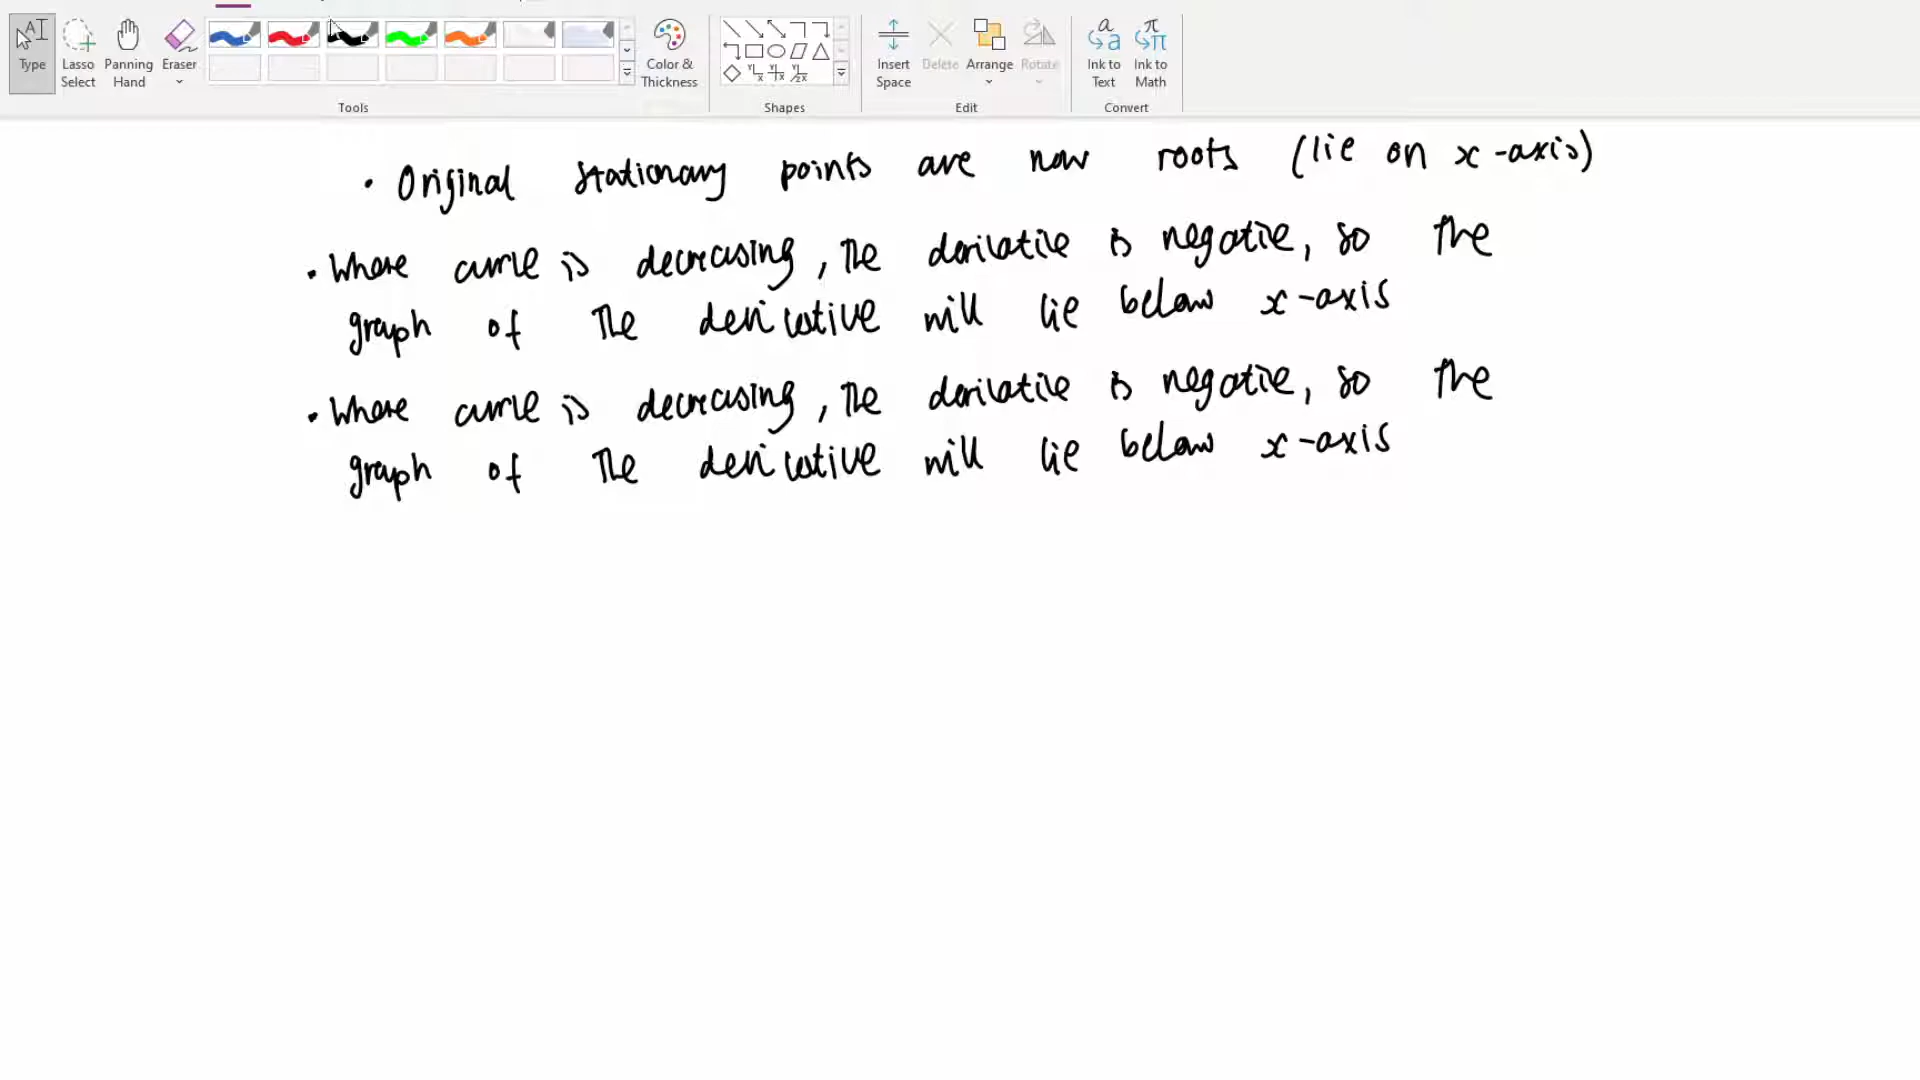 Type
Lasso Select
Panning Hand
Eraser
Color & Thickness
Insert Space
Delete
Arrange
Rotate
Ink to Text
Ink to Math
Tools
Shapes
Edit
Convert
• Original stationary points are now roots (lie on x-axis)
• Where curve is decreasing, the derivative is negative, so the
graph of the derivative will lie below x-axis
• Where curve is decreasing, the derivative is negative, so the
graph of the derivative will lie below x-axis